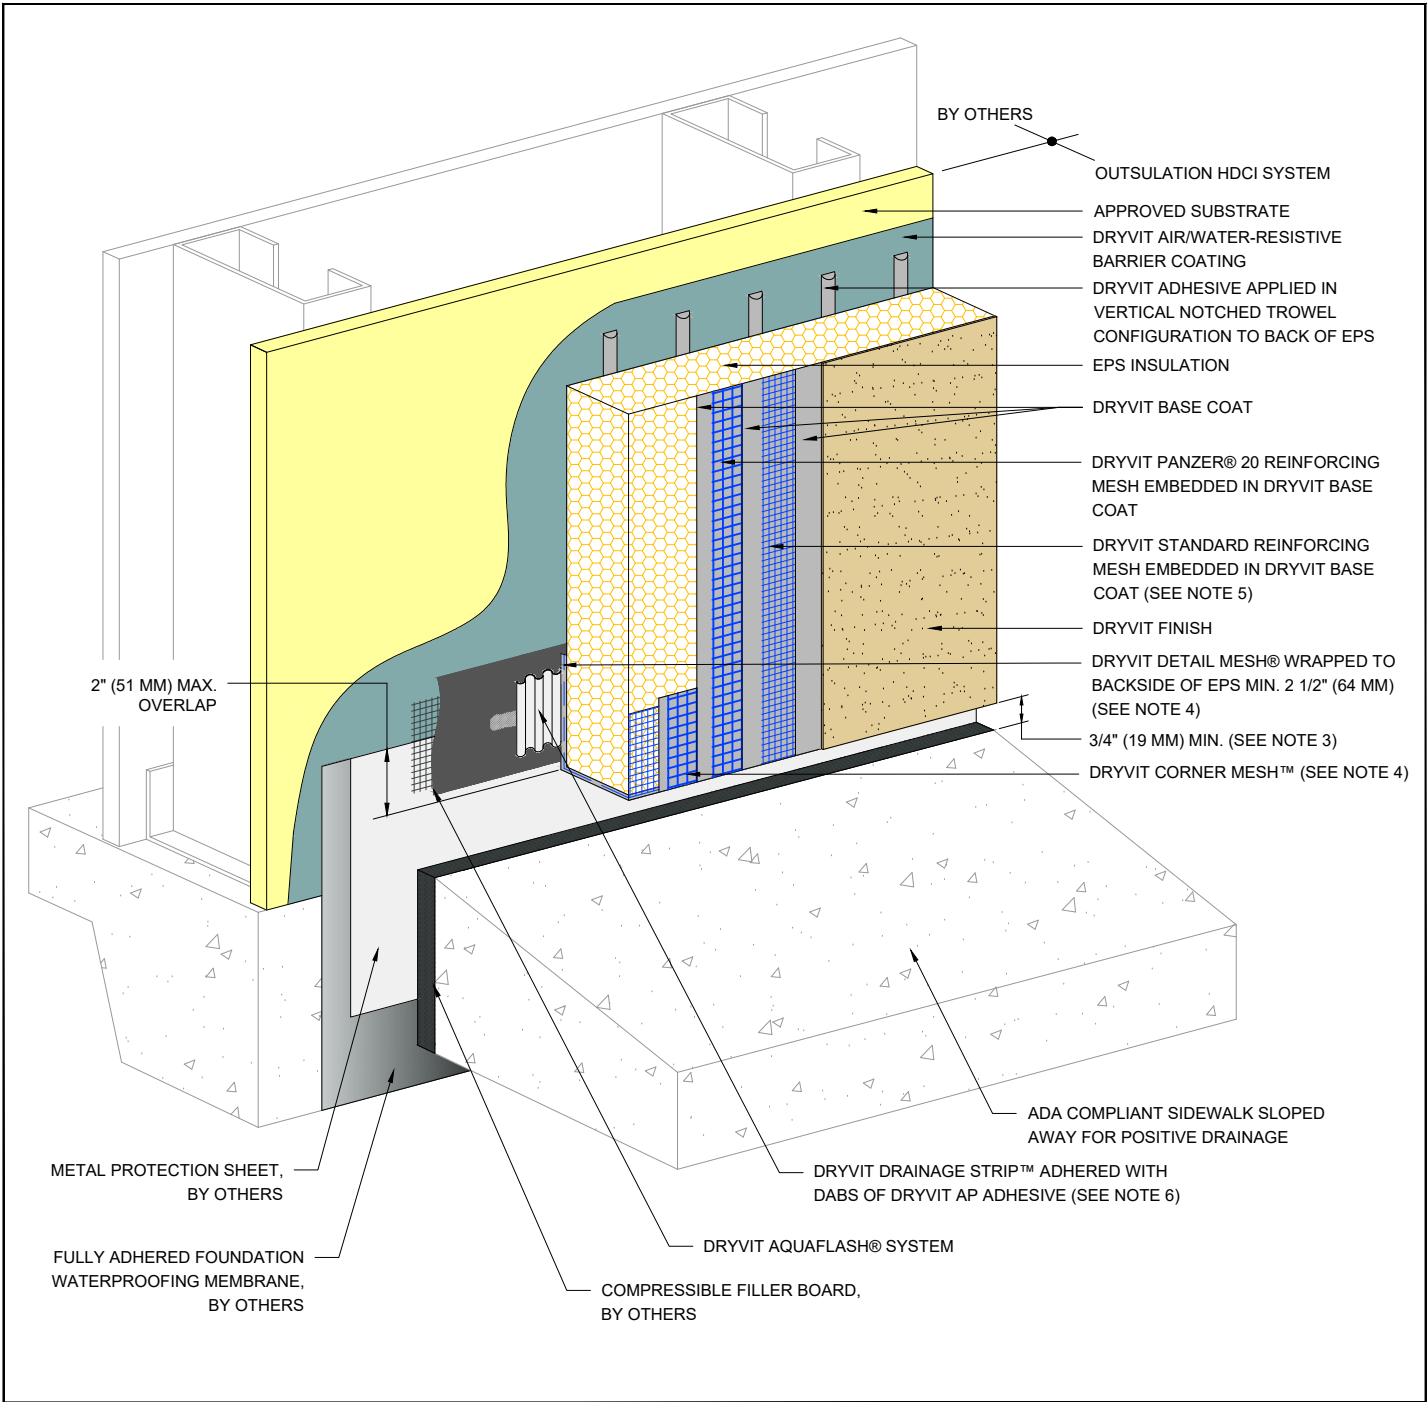 BY OTHERS
OUTSULATION HDCI SYSTEM
APPROVED SUBSTRATE
DRYVIT AIR/WATER-RESISTIVE
BARRIER COATING
DRYVIT ADHESIVE APPLIED IN
VERTICAL NOTCHED TROWEL
CONFIGURATION TO BACK OF EPS
EPS INSULATION
DRYVIT BASE COAT
DRYVIT PANZER® 20 REINFORCING
MESH EMBEDDED IN DRYVIT BASE
COAT
DRYVIT STANDARD REINFORCING
MESH EMBEDDED IN DRYVIT BASE
COAT (SEE NOTE 5)
DRYVIT FINISH
DRYVIT DETAIL MESH® WRAPPED TO
BACKSIDE OF EPS MIN. 2 1/2" (64 MM)
(SEE NOTE 4)
3/4" (19 MM) MIN. (SEE NOTE 3)
DRYVIT CORNER MESH™ (SEE NOTE 4)
2" (51 MM) MAX.
OVERLAP
ADA COMPLIANT SIDEWALK SLOPED
AWAY FOR POSITIVE DRAINAGE
METAL PROTECTION SHEET,
BY OTHERS
DRYVIT DRAINAGE STRIP™ ADHERED WITH
DABS OF DRYVIT AP ADHESIVE (SEE NOTE 6)
DRYVIT AQUAFLASH® SYSTEM
FULLY ADHERED FOUNDATION
WATERPROOFING MEMBRANE,
BY OTHERS
COMPRESSIBLE FILLER BOARD,
BY OTHERS